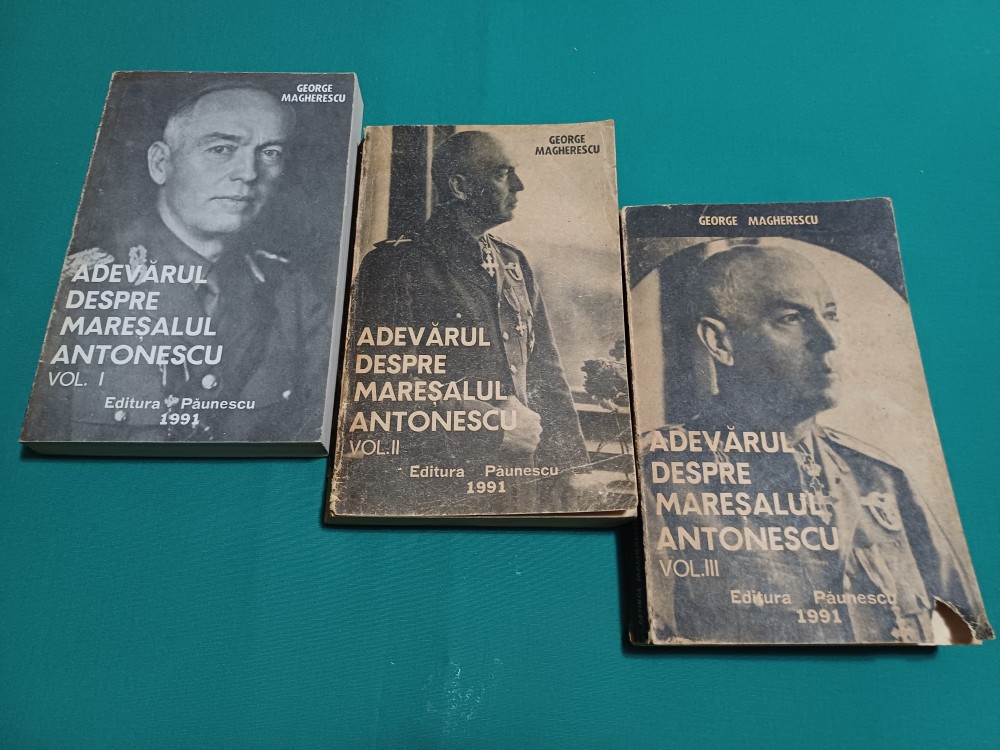 GEORGE
MAGHERESCU
ADEVĂRUL
DESPRE
MAREȘALUL
ANTONESCU
VOL. I
Editura Păunescu
1991
GEORGE
MAGHERESCU
ADEVĂRUL
DESPRE
MAREȘALUL
ANTONESCU
VOL.II
Editura Păunescu
1991
GEORGE MAGHERESCU
ADEVĂRUL
DESPRE
MAREȘALUL
ANTONESCU
VOL.III
Editura Păunescu
1991